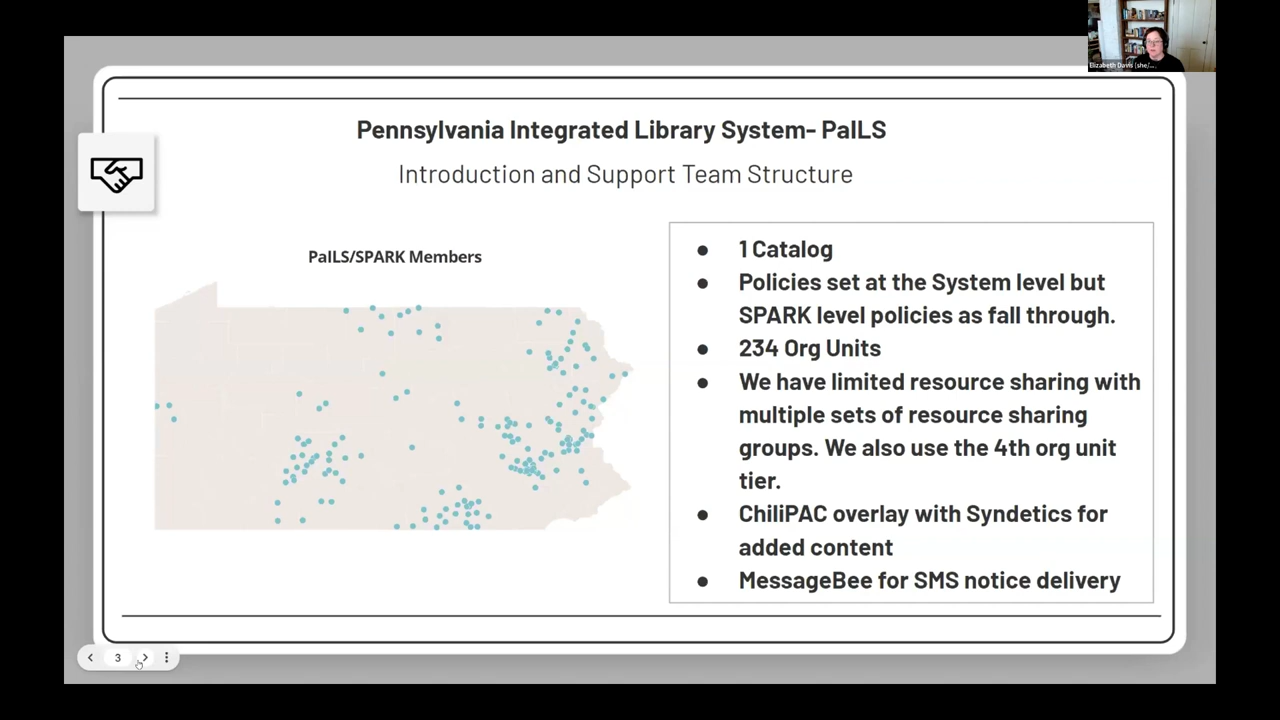 Elizabeth Davis (she/...
Pennsylvania Integrated Library System- PaILS
Introduction and Support Team Structure
PaILS/SPARK Members
● 1 Catalog
● Policies set at the System level but
SPARK level policies as fall through.
● 234 Org Units
● We have limited resource sharing with
multiple sets of resource sharing
groups. We also use the 4th org unit
tier.
● ChiliPAC overlay with Syndetics for
added content
● MessageBee for SMS notice delivery
3